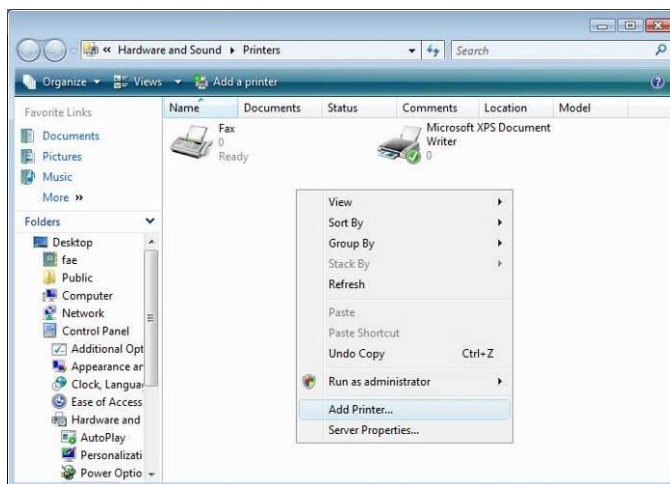 « Hardware and Sound ▸ Printers
Search
Organize Views Add a printer
Favorite Links
Documents
Pictures
Music
More »
Folders
Desktop
fae
Public
Computer
Network
Control Panel
Additional Opt
Appearance ar
Clock, Langua
Ease of Access
Hardware and
AutoPlay
Personalizati
Power Optio
Name Documents Status Comments Location Model
Fax
0
Ready
Microsoft XPS Document
Writer
0
View
Sort By
Group By
Stack By
Refresh
Paste
Paste Shortcut
Undo Copy Ctrl+Z
Run as administrator
Add Printer...
Server Properties...